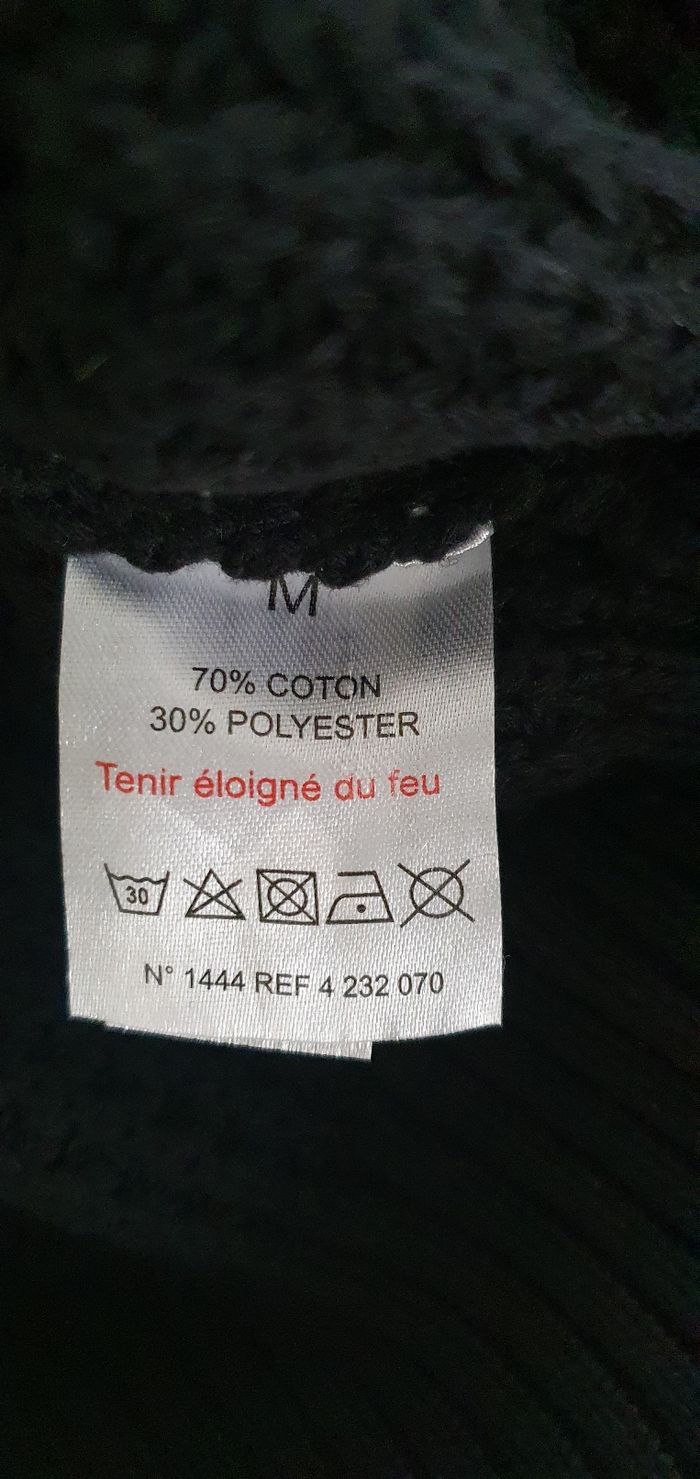 M
70% COTON
30% POLYESTER
Tenir éloigné du feu
30
N° 1444 REF 4 232 070